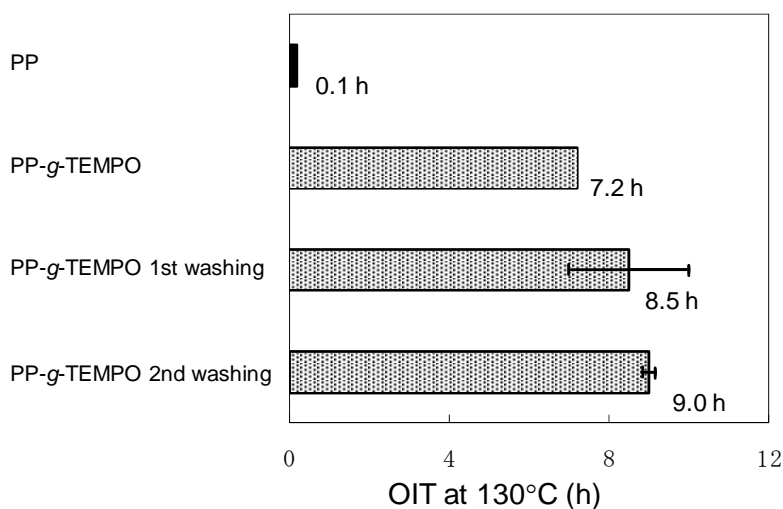 PP
0.1 h
PP-g-TEMPO
7.2 h
PP-g-TEMPO 1st washing
8.5 h
PP-g-TEMPO 2nd washing
9.0 h
0 4 8 12
OIT at 130°C (h)